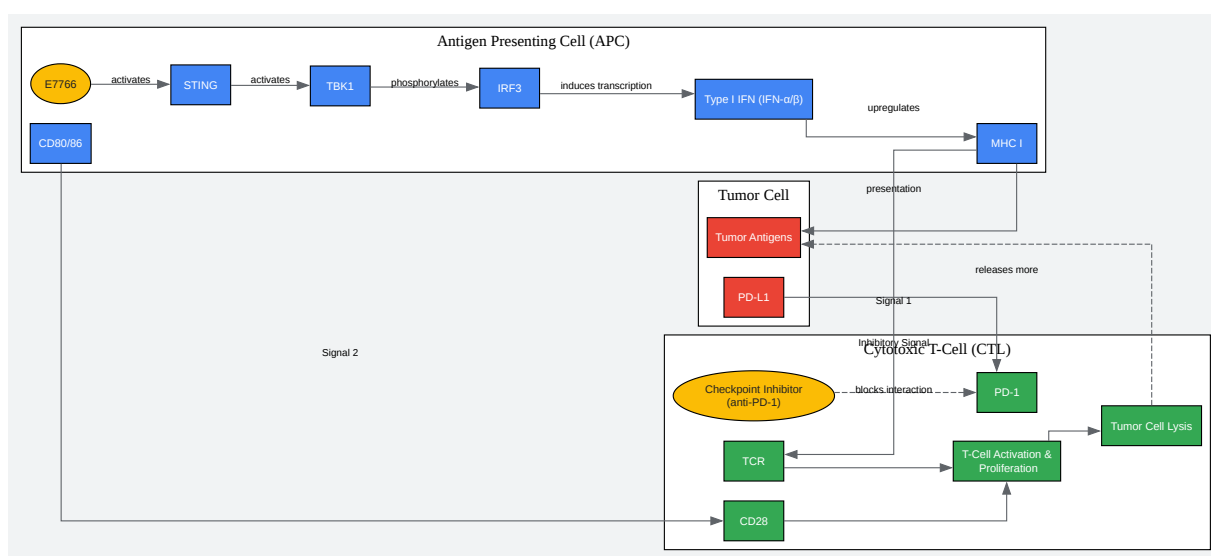 Antigen Presenting Cell (APC)
E7766
activates
STING
activates
TBK1
phosphorylates
IRF3
induces transcription
Type I IFN (IFN-α/β)
upregulates
CD80/86
MHC I
presentation
Tumor Cell
Tumor Antigens
releases more
PD-L1
Signal 1
Inhibitory Signal
Cytotoxic T-Cell (CTL)
Signal 2
Checkpoint Inhibitor
(anti-PD-1)
blocks interaction
PD-1
Tumor Cell Lysis
TCR
T-Cell Activation &
Proliferation
CD28